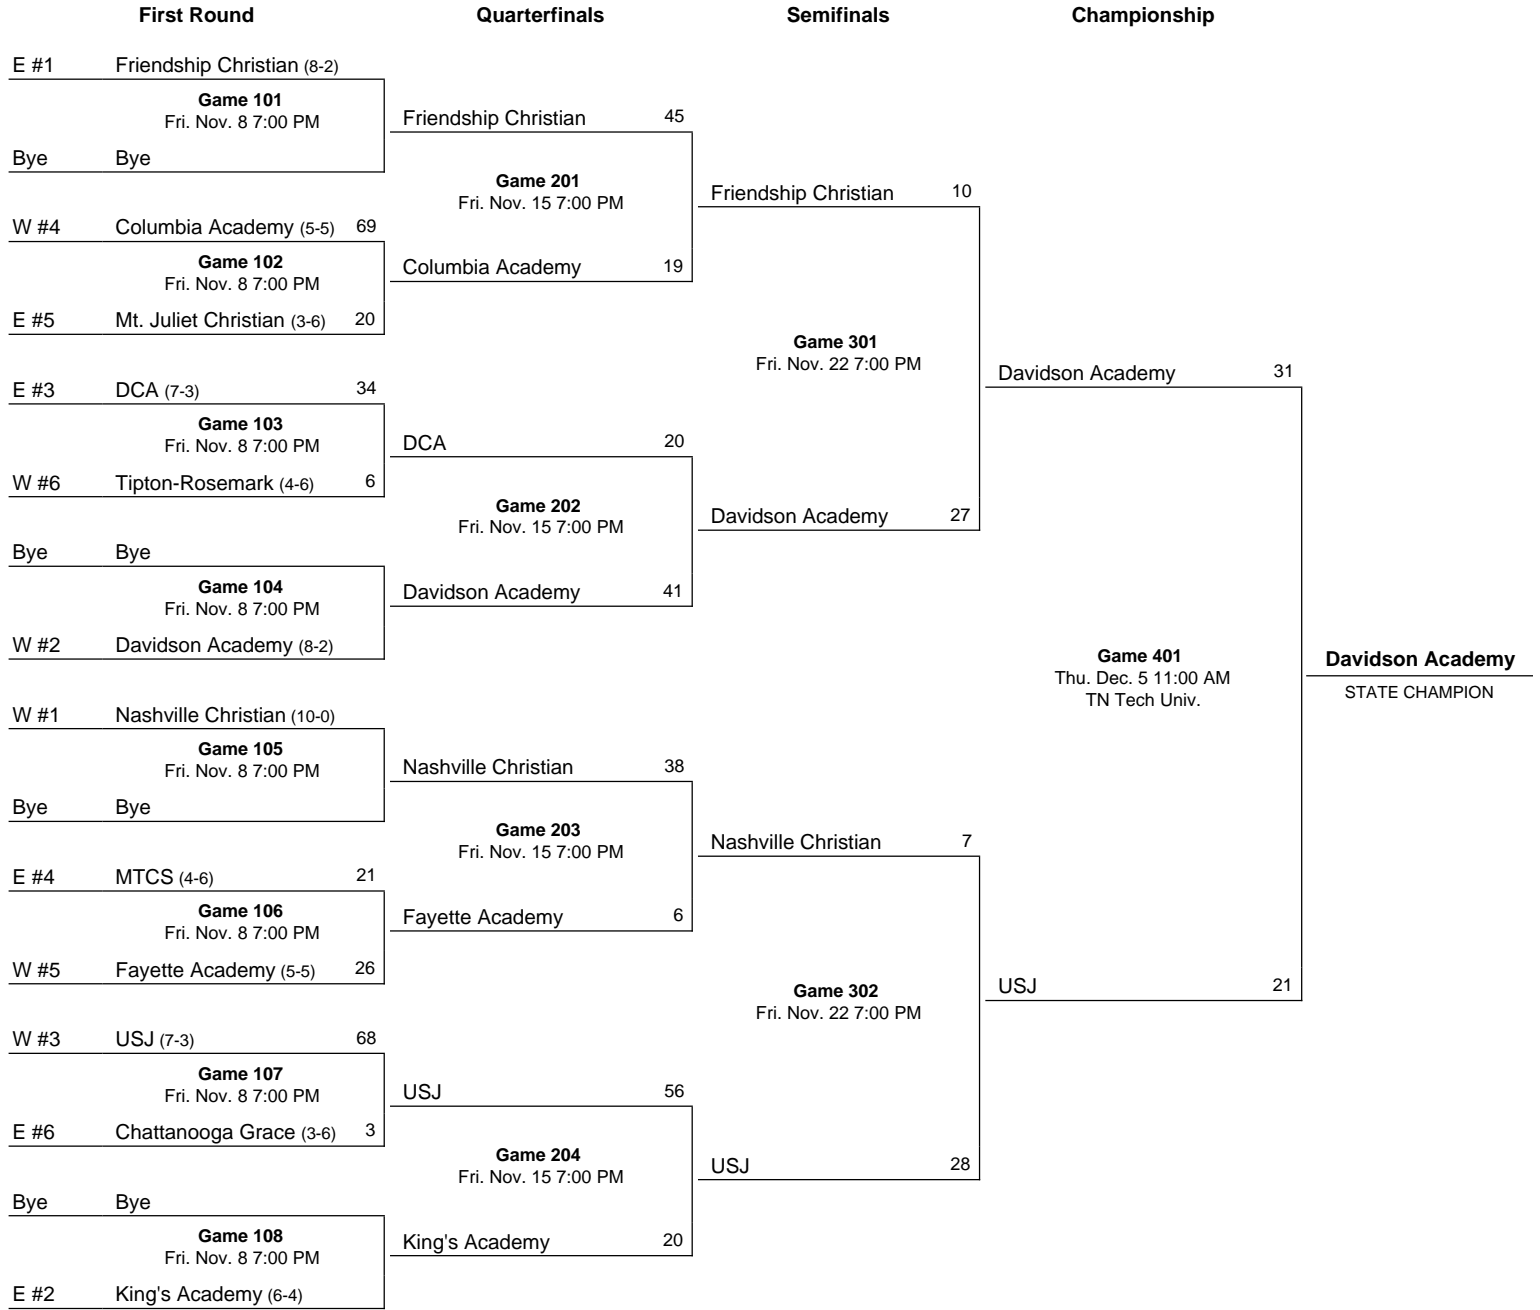 First Round Quarterfinals Semifinals Championship
E #1 Friendship Christian (8-2)
Game 101
Fri. Nov. 8 7:00 PM
Bye Bye
W #4 Columbia Academy (5-5) 69
Game 102
Fri. Nov. 8 7:00 PM
E #5 Mt. Juliet Christian (3-6) 20
E #3 DCA (7-3) 34
Game 103
Fri. Nov. 8 7:00 PM
W #6 Tipton-Rosemark (4-6) 6
Bye Bye
Game 104
Fri. Nov. 8 7:00 PM
W #2 Davidson Academy (8-2)
W #1 Nashville Christian (10-0)
Game 105
Fri. Nov. 8 7:00 PM
Bye Bye
E #4 MTCS (4-6) 21
Game 106
Fri. Nov. 8 7:00 PM
W #5 Fayette Academy (5-5) 26
W #3 USJ (7-3) 68
Game 107
Fri. Nov. 8 7:00 PM
E #6 Chattanooga Grace (3-6) 3
Bye Bye
Game 108
Fri. Nov. 8 7:00 PM
E #2 King's Academy (6-4)
Friendship Christian 45
Game 201
Fri. Nov. 15 7:00 PM
Columbia Academy 19
DCA 20
Game 202
Fri. Nov. 15 7:00 PM
Davidson Academy 41
Nashville Christian 38
Game 203
Fri. Nov. 15 7:00 PM
Fayette Academy 6
USJ 56
Game 204
Fri. Nov. 15 7:00 PM
King's Academy 20
Friendship Christian 10
Game 301
Fri. Nov. 22 7:00 PM
Davidson Academy 27
Nashville Christian 7
Game 302
Fri. Nov. 22 7:00 PM
USJ 28
Davidson Academy 31
Game 401
Thu. Dec. 5 11:00 AM
TN Tech Univ.
USJ 21
Davidson Academy
STATE CHAMPION